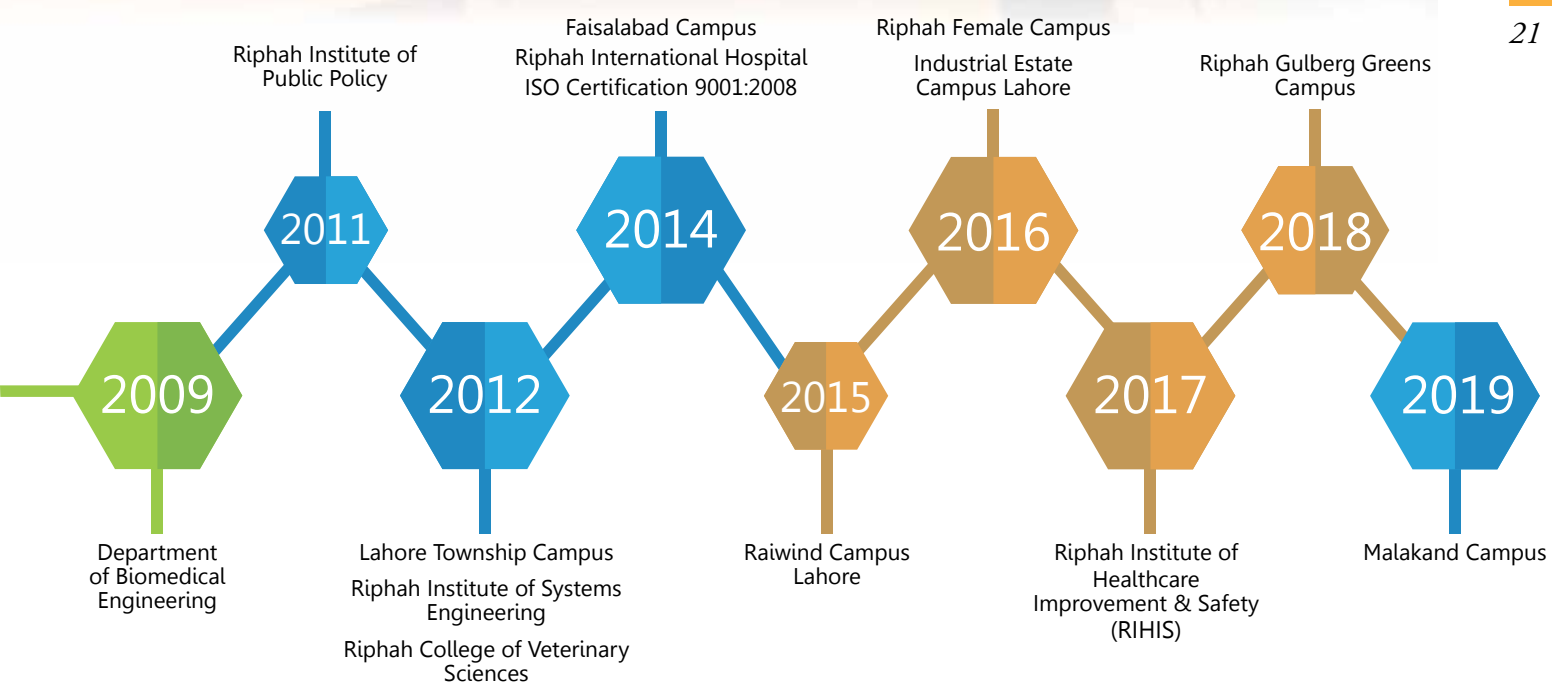 21
Riphah Institute of
Public Policy
Faisalabad Campus
Riphah International Hospital
ISO Certification 9001:2008
Riphah Female Campus
Industrial Estate
Campus Lahore
Riphah Gulberg Greens
Campus
2011
2014
2016
2018
2009
2012
2015
2017
2019
Department
of Biomedical
Engineering
Lahore Township Campus
Riphah Institute of Systems
Engineering
Riphah College of Veterinary
Sciences
Raiwind Campus
Lahore
Riphah Institute of
Healthcare
Improvement & Safety
(RIHIS)
Malakand Campus